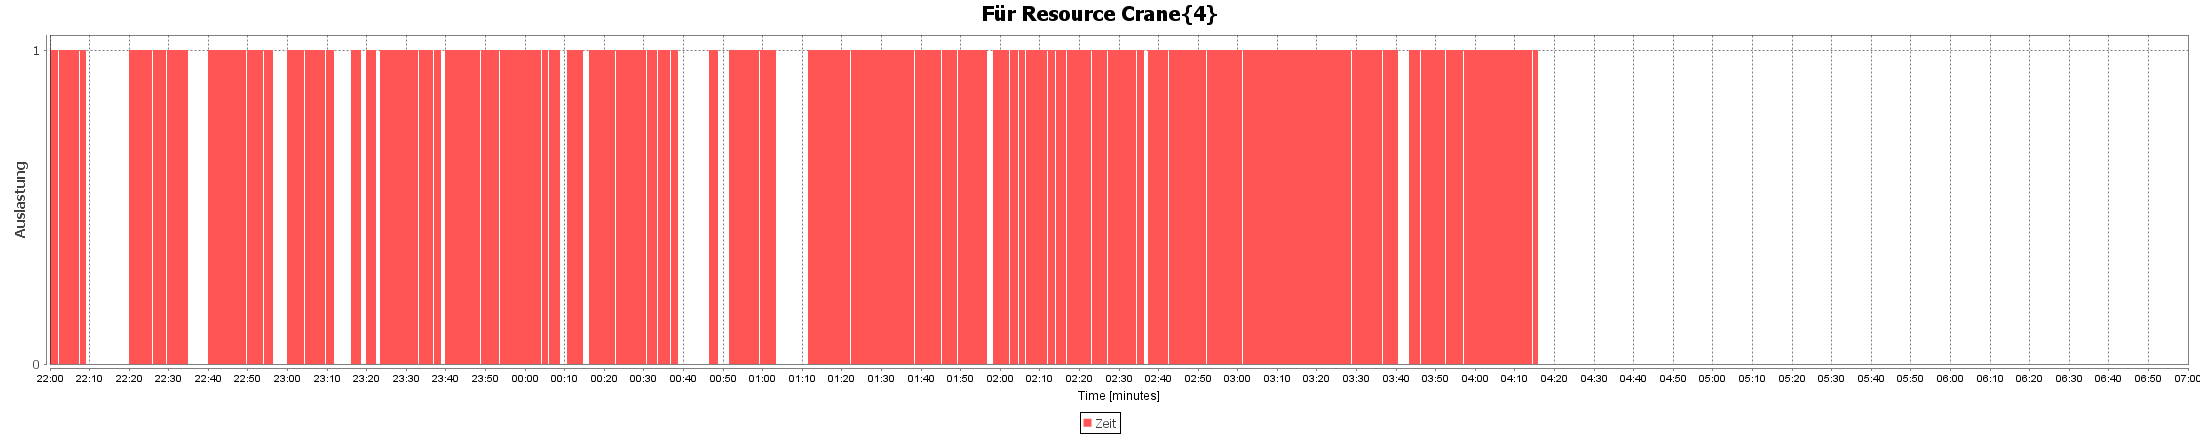 Für Resource Crane{4}
1
Auslastung
0
22:00 22:10 22:20 22:30 22:40 22:50 23:00 23:10 23:20 23:30 23:40 23:50 00:00 00:10 00:20 00:30 00:40 00:50 01:00 01:10 01:20 01:30 01:40 01:50 02:00 02:10 02:20 02:30 02:40 02:50 03:00 03:10 03:20 03:30 03:40 03:50 04:00 04:10 04:20 04:30 04:40 04:50 05:00 05:10 05:20 05:30 05:40 05:50 06:00 06:10 06:20 06:30 06:40 06:50 07:00
Time [minutes]
Zeit